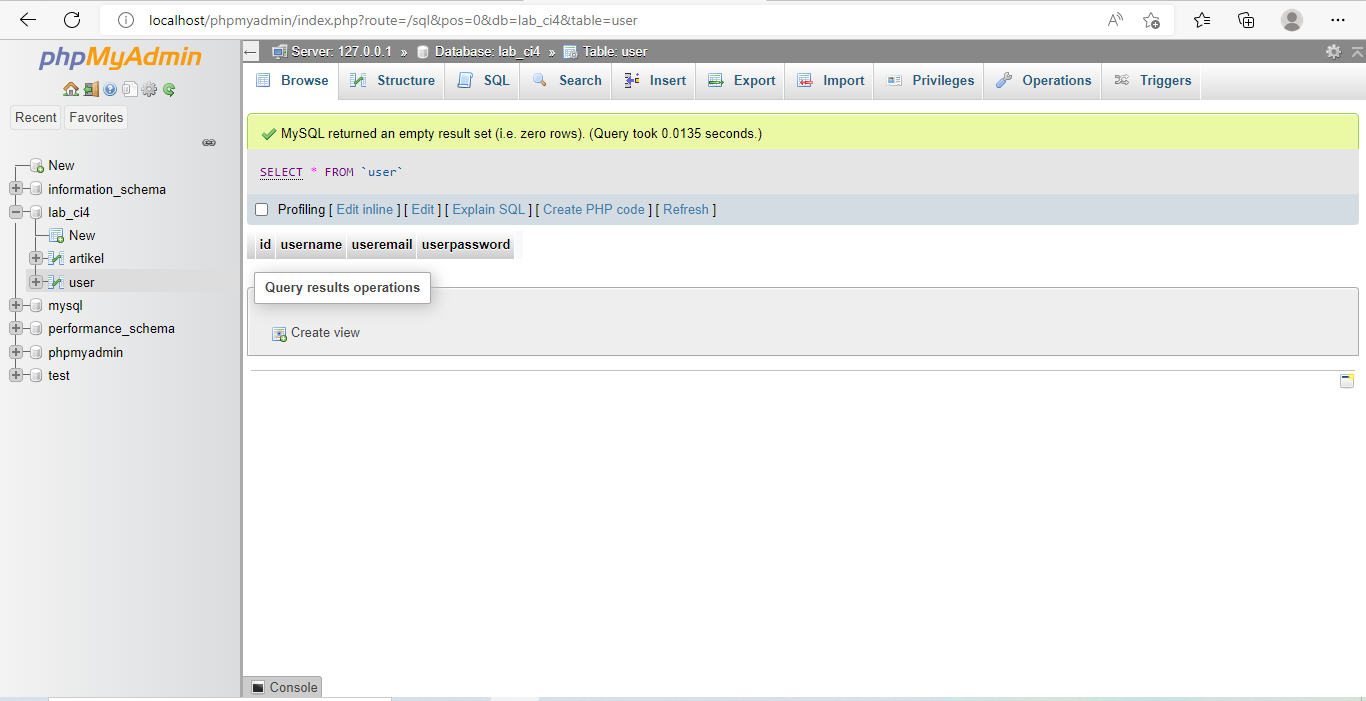 localhost/phpmyadmin/index.php?route=/sql&pos=0&db=lab_ci4&table=user
phpMyAdmin
Recent Favorites
New
information_schema
lab_ci4
New
artikel
user
mysql
performance_schema
phpmyadmin
test
Server: 127.0.0.1 » Database: lab_ci4 » Table: user
Browse Structure SQL Search Insert Export Import Privileges Operations Triggers
MySQL returned an empty result set (i.e. zero rows). (Query took 0.0135 seconds.)
SELECT * FROM `user`
Profiling [ Edit inline ] [ Edit ] [ Explain SQL ] [ Create PHP code ] [ Refresh ]
id username useremail userpassword
Query results operations
Create view
Console